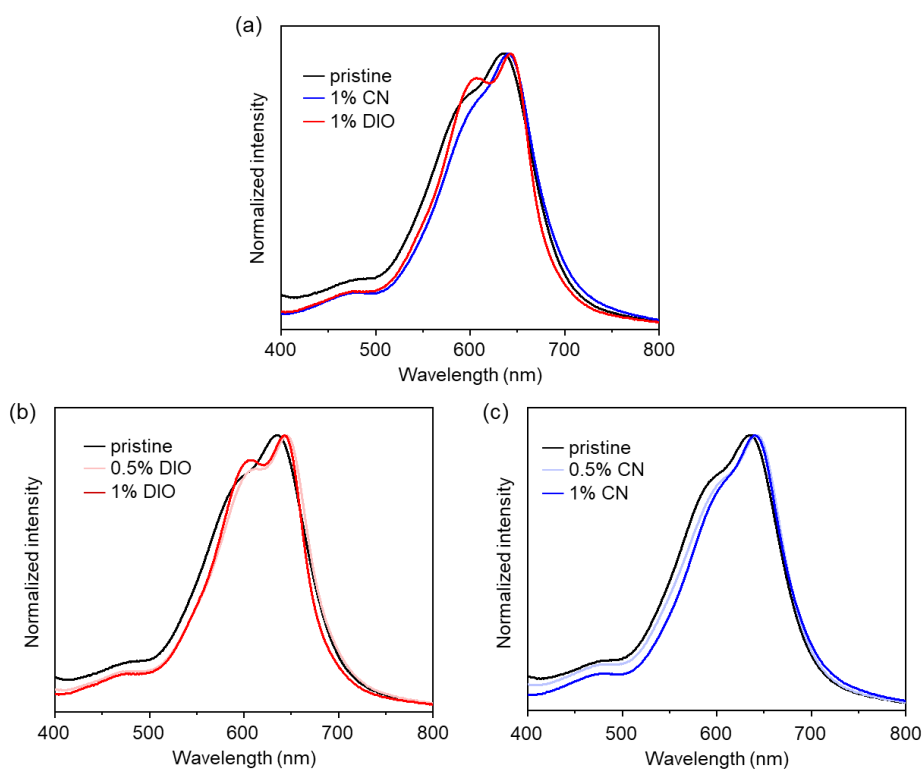 (a)
pristine
1% CN
1% DIO
Normalized intensity
400 500 600 700 800
Wavelength (nm)
(b)
pristine
0.5% DIO
1% DIO
Normalized intensity
400 500 600 700 800
Wavelength (nm)
(c)
pristine
0.5% CN
1% CN
Normalized intensity
400 500 600 700 800
Wavelength (nm)